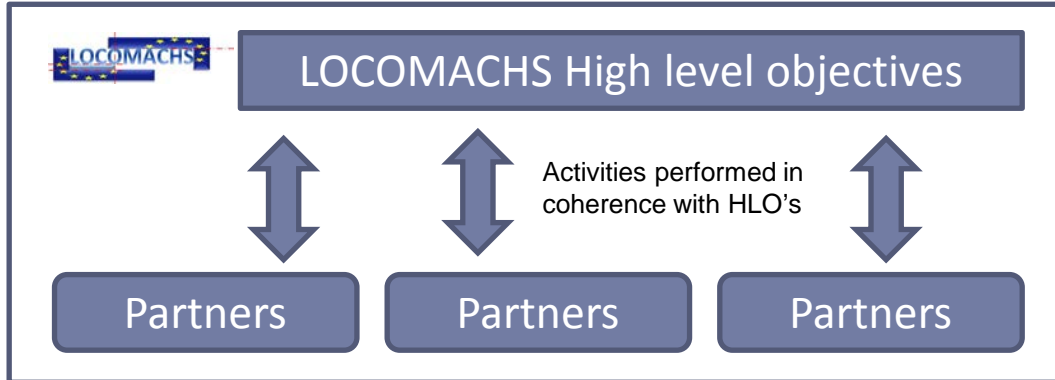 LOCOMACHS
LOCOMACHS High level objectives
Activities performed in
coherence with HLO's
Partners
Partners
Partners